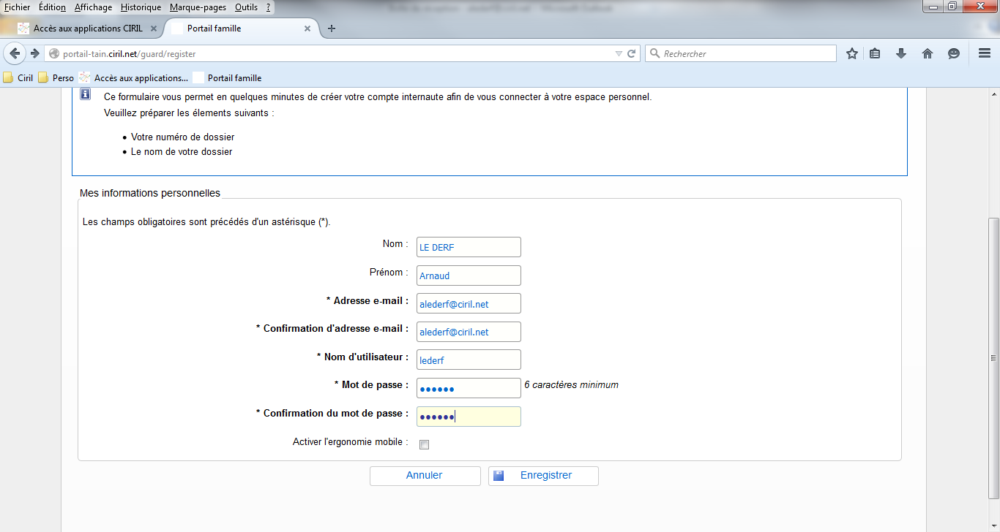 Fichier Édition Affichage Historique Marque-pages Outils ?
Accès aux applications CIRIL × Portail famille × +
portail-tain.ciril.net/guard/register Rechercher
Ciril Perso Accès aux applications... Portail famille
Ce formulaire vous permet en quelques minutes de créer votre compte internaute afin de vous connecter à votre espace personnel.
Veuillez préparer les élements suivants :
• Votre numéro de dossier
• Le nom de votre dossier
Mes informations personnelles
Les champs obligatoires sont précédés d'un astérisque (*).
Nom : LE DERF
Prénom : Arnaud
* Adresse e-mail : alederf@ciril.net
* Confirmation d'adresse e-mail : alederf@ciril.net
* Nom d'utilisateur : lederf
* Mot de passe : •••••• 6 caractères minimum
* Confirmation du mot de passe : ••••••
Activer l'ergonomie mobile :
Annuler Enregistrer